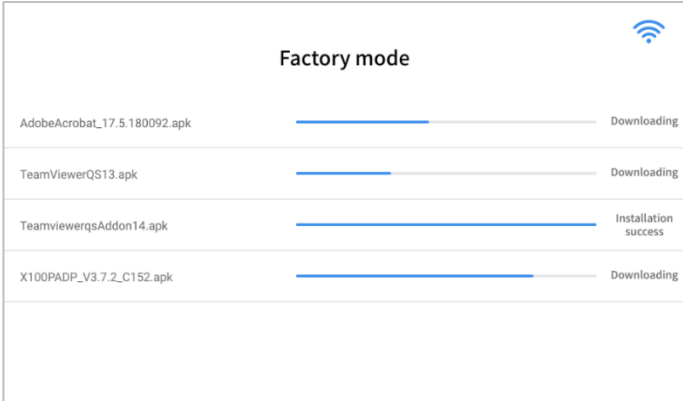 Factory mode
AdobeAcrobat_17.5.180092.apk Downloading
TeamViewerQS13.apk Downloading
TeamviewerqsAddon14.apk Installation
success
X100PADP_V3.7.2_C152.apk Downloading